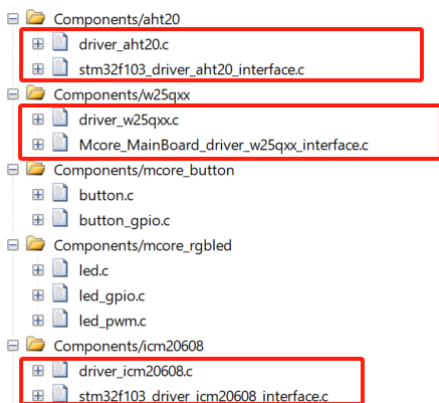 Components/aht20
driver_aht20.c
stm32f103_driver_aht20_interface.c
Components/w25qxx
driver_w25qxx.c
Mcore_MainBoard_driver_w25qxx_interface.c
Components/mcore_button
button.c
button_gpio.c
Components/mcore_rgbled
led.c
led_gpio.c
led_pwm.c
Components/icm20608
driver_icm20608.c
stm32f103_driver_icm20608_interface.c